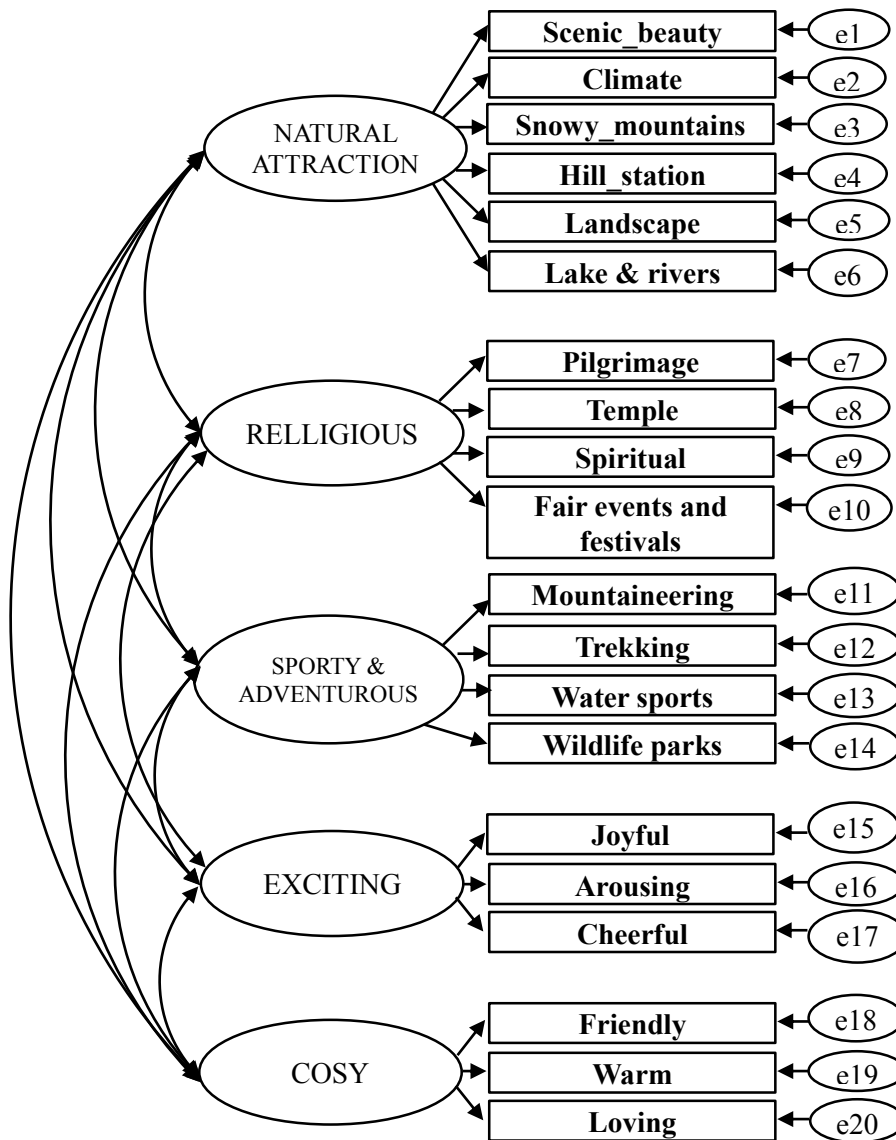 Scenic_beauty
e1
Climate
e2
NATURAL
ATTRACTION
Snowy_mountains
e3
Hill_station
e4
Landscape
e5
Lake & rivers
e6
Pilgrimage
e7
RELLIGIOUS
Temple
e8
Spiritual
e9
Fair events and
festivals
e10
Mountaineering
e11
SPORTY &
ADVENTUROUS
Trekking
e12
Water sports
e13
Wildlife parks
e14
Joyful
e15
EXCITING
Arousing
e16
Cheerful
e17
Friendly
e18
COSY
Warm
e19
Loving
e20